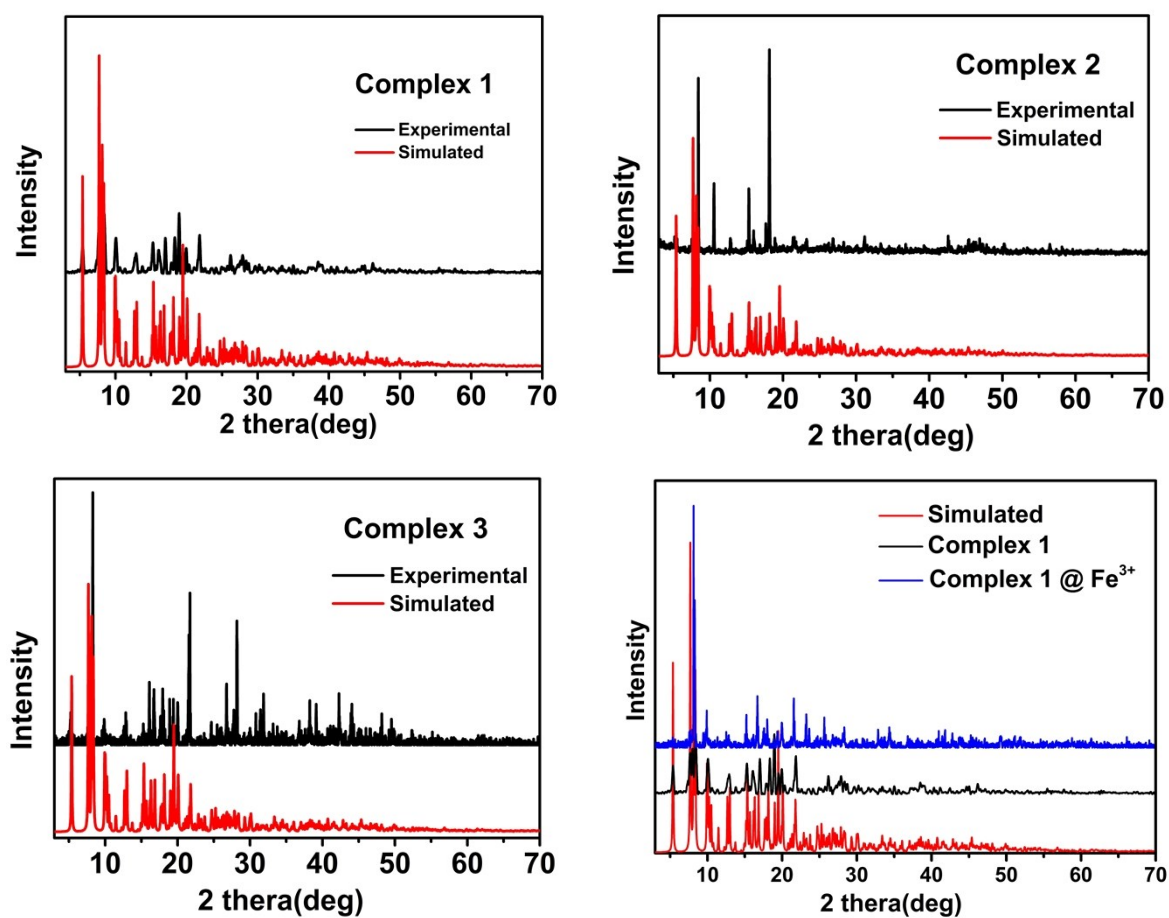 Complex 1
Experimental
Simulated
Intensity
10 20 30 40 50 60 70
2 thera(deg)
Complex 2
Experimental
Simulated
Intensity
10 20 30 40 50 60 70
2 thera(deg)
Complex 3
Experimental
Simulated
Intensity
10 20 30 40 50 60 70
2 thera(deg)
Simulated
Complex 1
Complex 1 @ Fe³⁺
Intensity
10 20 30 40 50 60 70
2 thera(deg)